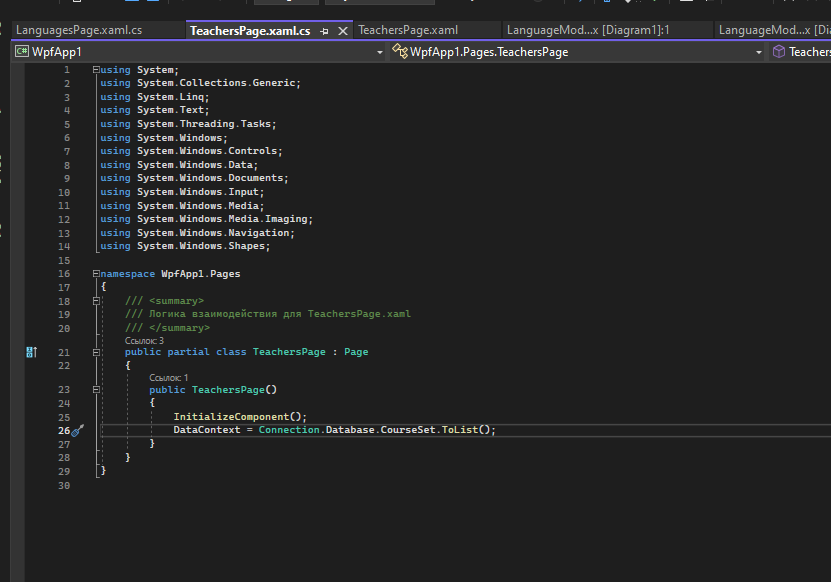 LanguagesPage.xaml.cs TeachersPage.xaml.cs TeachersPage.xaml LanguageMod...x [Diagram1]:1 LanguageMod...x [Dia
C# WpfApp1 WpfApp1.Pages.TeachersPage Teachers
1 using System;
2 using System.Collections.Generic;
3 using System.Linq;
4 using System.Text;
5 using System.Threading.Tasks;
6 using System.Windows;
7 using System.Windows.Controls;
8 using System.Windows.Data;
9 using System.Windows.Documents;
10 using System.Windows.Input;
11 using System.Windows.Media;
12 using System.Windows.Media.Imaging;
13 using System.Windows.Navigation;
14 using System.Windows.Shapes;
15
16 namespace WpfApp1.Pages
17 {
18 /// <summary>
19 /// Логика взаимодействия для TeachersPage.xaml
20 /// </summary>
Ссылок: 3
21 public partial class TeachersPage : Page
22 {
Ссылок: 1
23 public TeachersPage()
24 {
25 InitializeComponent();
26 DataContext = Connection.Database.CourseSet.ToList();
27 }
28 }
29 }
30